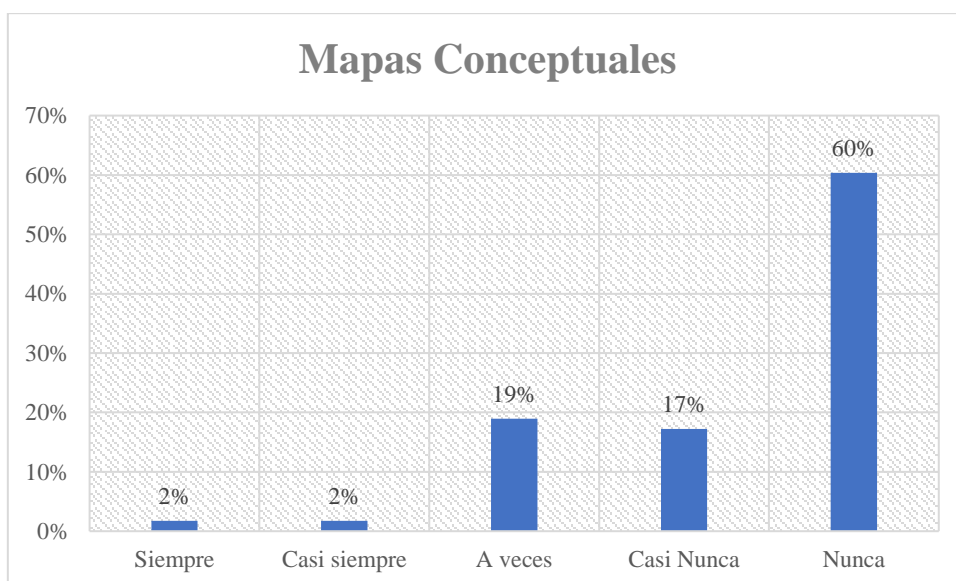 Mapas Conceptuales
70%
60%
50%
40%
30%
20%
10%
0%
2%
2%
19%
17%
60%
Siempre
Casi siempre
A veces
Casi Nunca
Nunca